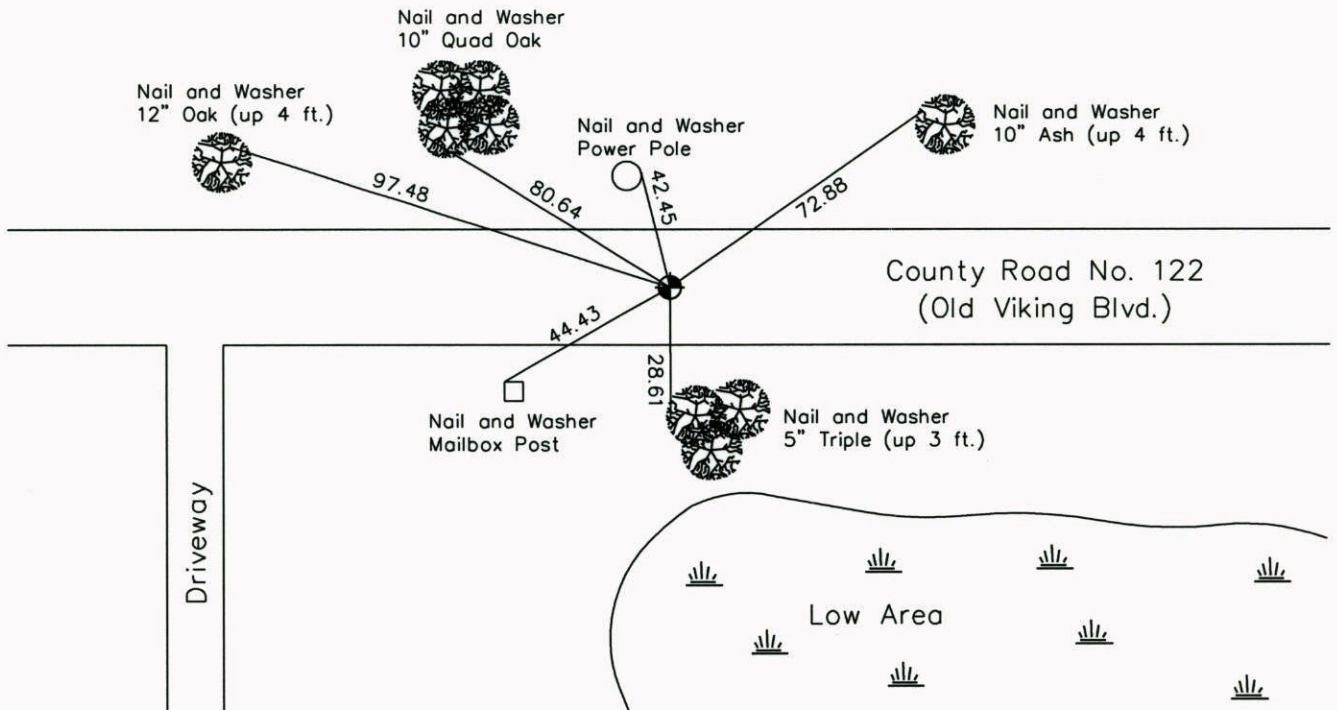 Nail and Washer
10" Quad Oak
Nail and Washer
12" Oak (up 4 ft.)
Nail and Washer
Power Pole
Nail and Washer
10" Ash (up 4 ft.)
97.48
80.64
42.45
72.88
County Road No. 122
(Old Viking Blvd.)
44.43
28.61
Nail and Washer
Mailbox Post
Nail and Washer
5" Triple (up 3 ft.)
Driveway
Low Area